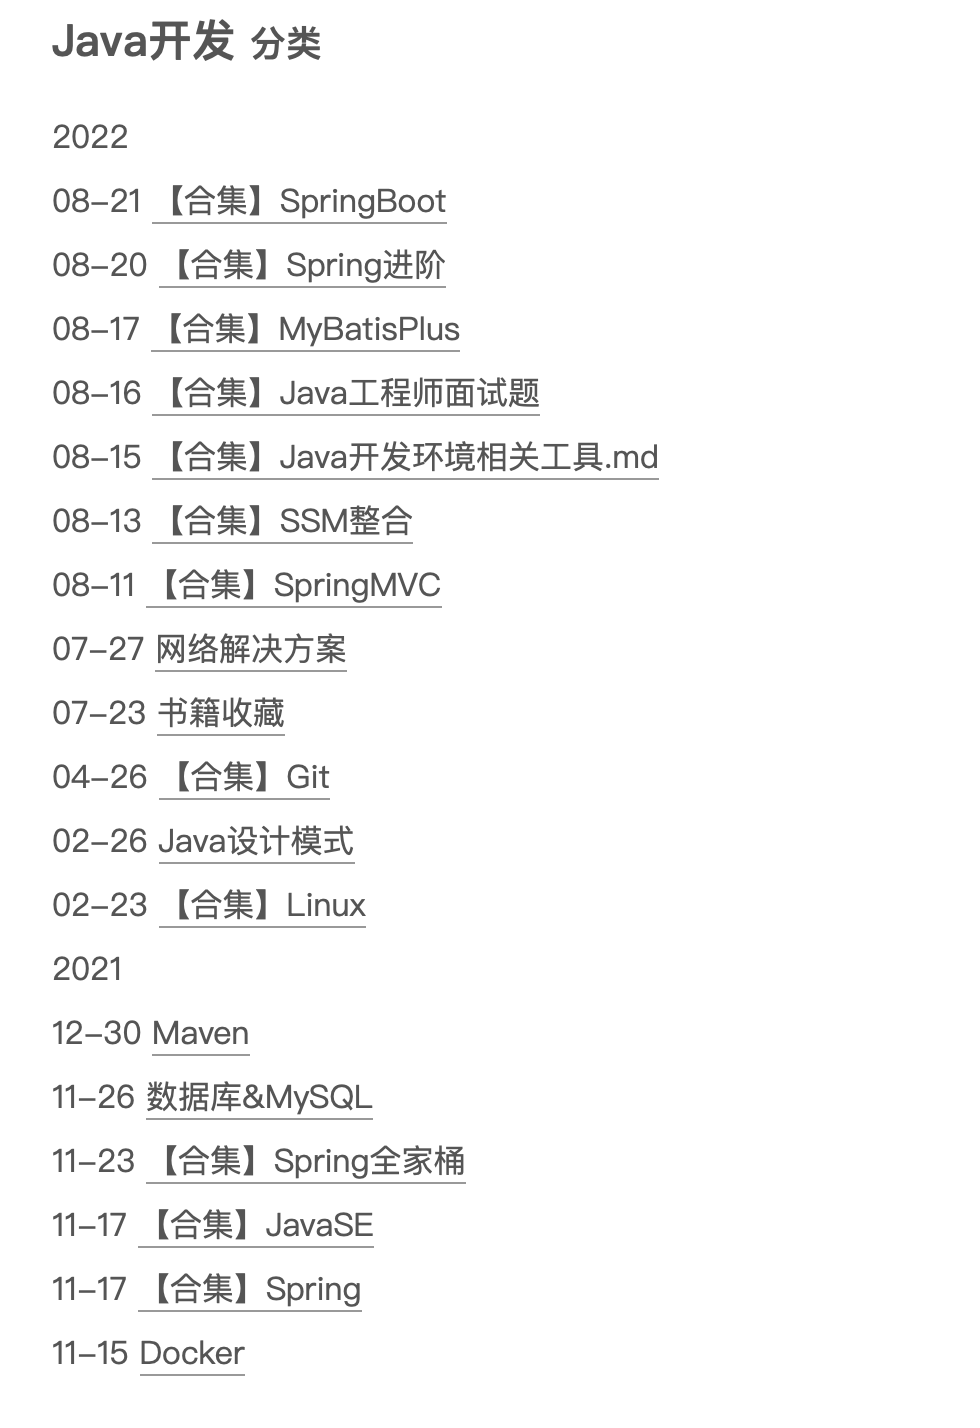 Java开发 分类
2022
08-21 【合集】SpringBoot
08-20 【合集】Spring进阶
08-17 【合集】MyBatisPlus
08-16 【合集】Java工程师面试题
08-15 【合集】Java开发环境相关工具.md
08-13 【合集】SSM整合
08-11 【合集】SpringMVC
07-27 网络解决方案
07-23 书籍收藏
04-26 【合集】Git
02-26 Java设计模式
02-23 【合集】Linux
2021
12-30 Maven
11-26 数据库&MySQL
11-23 【合集】Spring全家桶
11-17 【合集】JavaSE
11-17 【合集】Spring
11-15 Docker